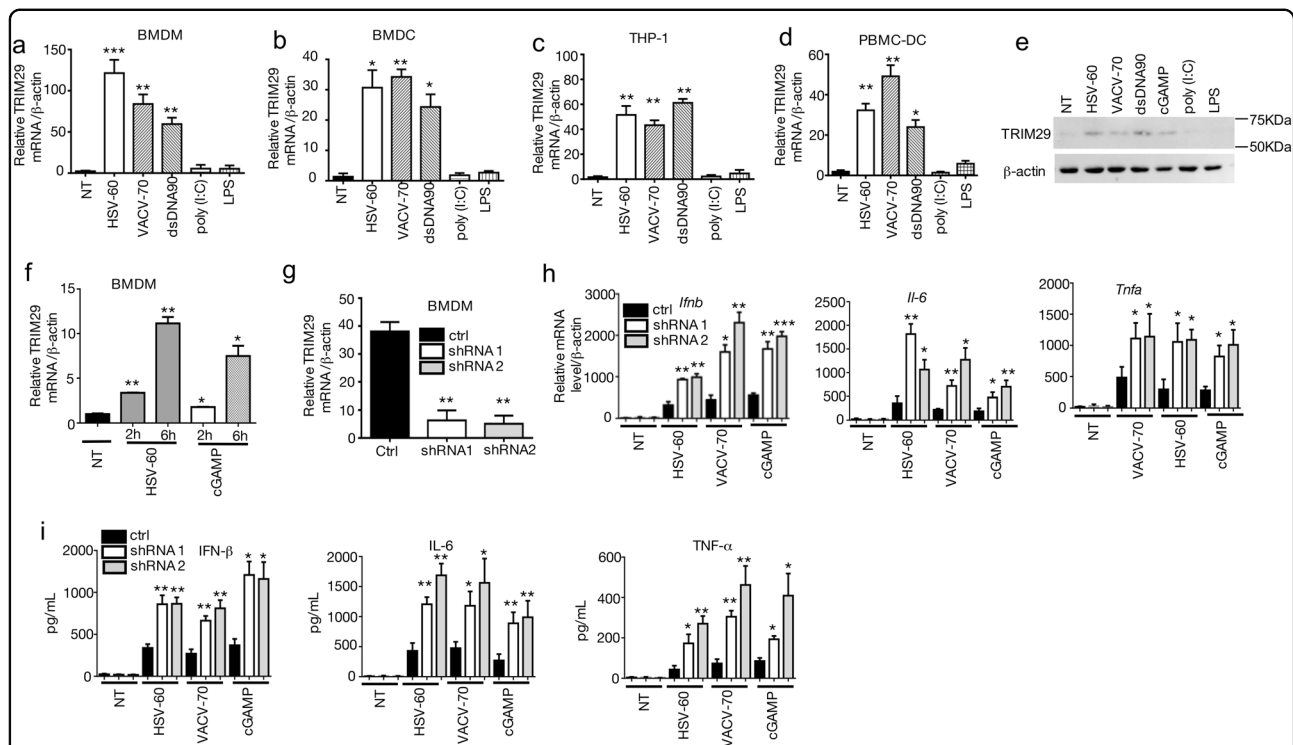 a
BMDM
Relative TRIM29
mRNA/β-actin
150
100
50
0
***
**
**
NT
HSV-60
VACV-70
dsDNA90
poly (I:C)
LPS
b
BMDC
Relative TRIM29
mRNA/β-actin
40
30
20
10
0
*
**
*
NT
HSV-60
VACV-70
dsDNA90
poly (I:C)
LPS
c
THP-1
Relative TRIM29
mRNA/β-actin
100
80
60
40
20
0
**
**
**
NT
HSV-60
VACV-70
dsDNA90
poly (I:C)
LPS
d
PBMC-DC
Relative TRIM29
mRNA/β-actin
60
40
20
0
**
**
*
NT
HSV-60
VACV-70
dsDNA90
poly (I:C)
LPS
e
NT
HSV-60
VACV-70
dsDNA90
cGAMP
poly (I:C)
LPS
TRIM29
75KDa
50KDa
β-actin
f
BMDM
Relative TRIM29
mRNA/β-actin
15
10
5
0
**
**
*
*
2h 6h 2h 6h
NT
HSV-60
cGAMP
g
BMDM
Relative TRIM29
mRNA/β-actin
40
30
20
10
0
ctrl
shRNA1
shRNA2
**
**
Ctrl shRNA1 shRNA2
h
Ifnb
Relative mRNA
level/β-actin
3000
2000
1000
0
ctrl
shRNA1
shRNA2
** **
* **
** ***
NT
HSV-60
VACV-70
cGAMP
Il-6
2500
2000
1500
1000
500
0
** *
** *
* **
NT
HSV-60
VACV-70
cGAMP
Tnfa
2000
1500
1000
500
0
* *
* *
* *
NT
VACV-70
HSV-60
cGAMP
i
ctrl
shRNA1
shRNA2
IFN-β
pg/mL
2000
1000
500
0
** **
** **
* *
NT
HSV-60
VACV-70
cGAMP
IL-6
pg/mL
2000
1500
1000
500
0
** **
* *
** **
NT
HSV-60
VACV-70
cGAMP
TNF-α
pg/mL
600
400
200
0
* **
** **
* *
NT
HSV-60
VACV-70
cGAMP